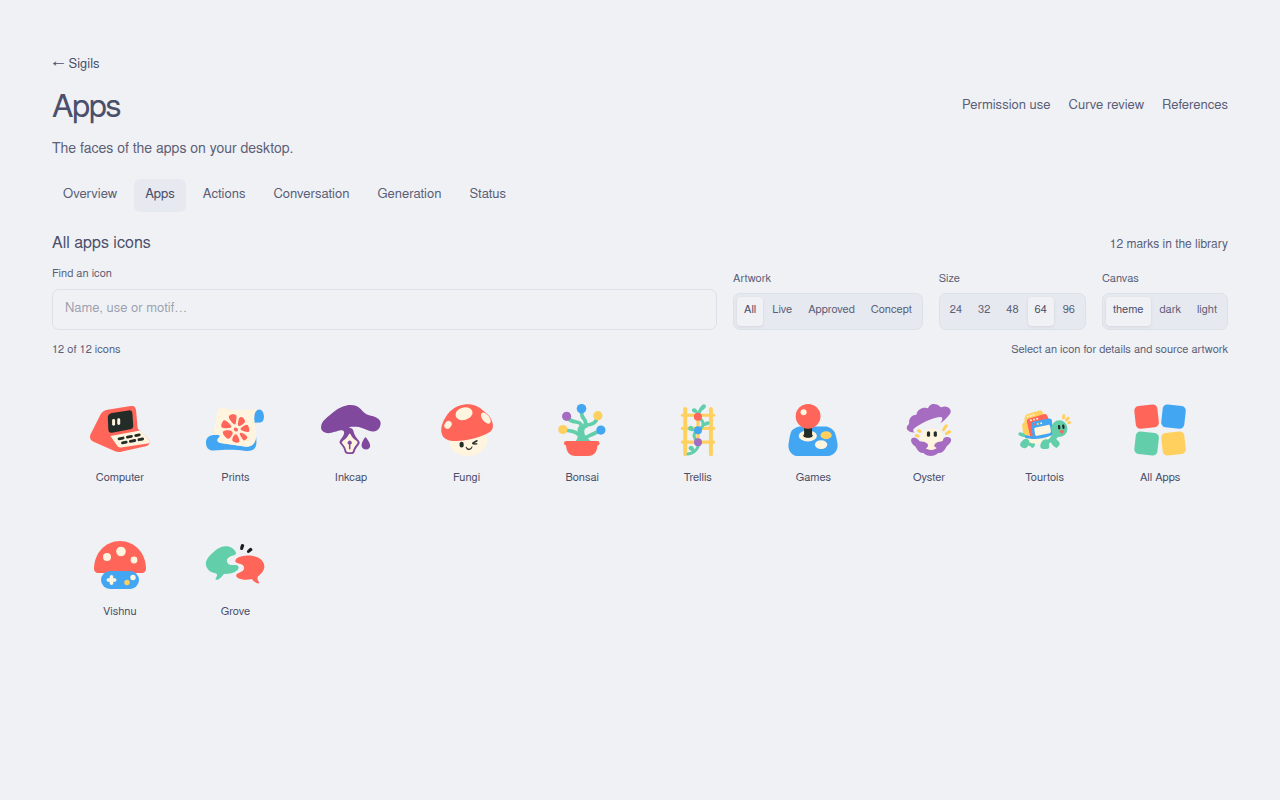 ← Sigils
Apps
Permission use Curve review References
The faces of the apps on your desktop.
Overview Apps Actions Conversation Generation Status
All apps icons
12 marks in the library
Find an icon
Artwork
Size
Canvas
Name, use or motif…
All Live Approved Concept
24 32 48 64 96
theme dark light
12 of 12 icons
Select an icon for details and source artwork
Computer Prints Inkcap Fungi Bonsai Trellis Games Oyster Tourtois All Apps
Vishnu Grove